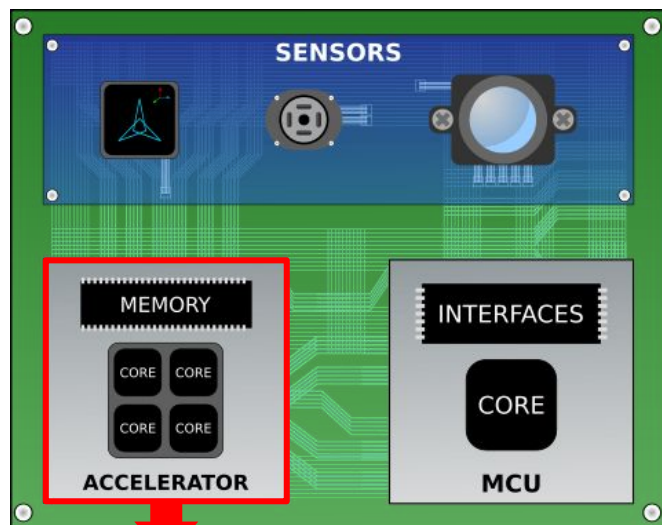 SENSORS
MEMORY
CORE CORE
CORE CORE
ACCELERATOR
INTERFACES
CORE
MCU